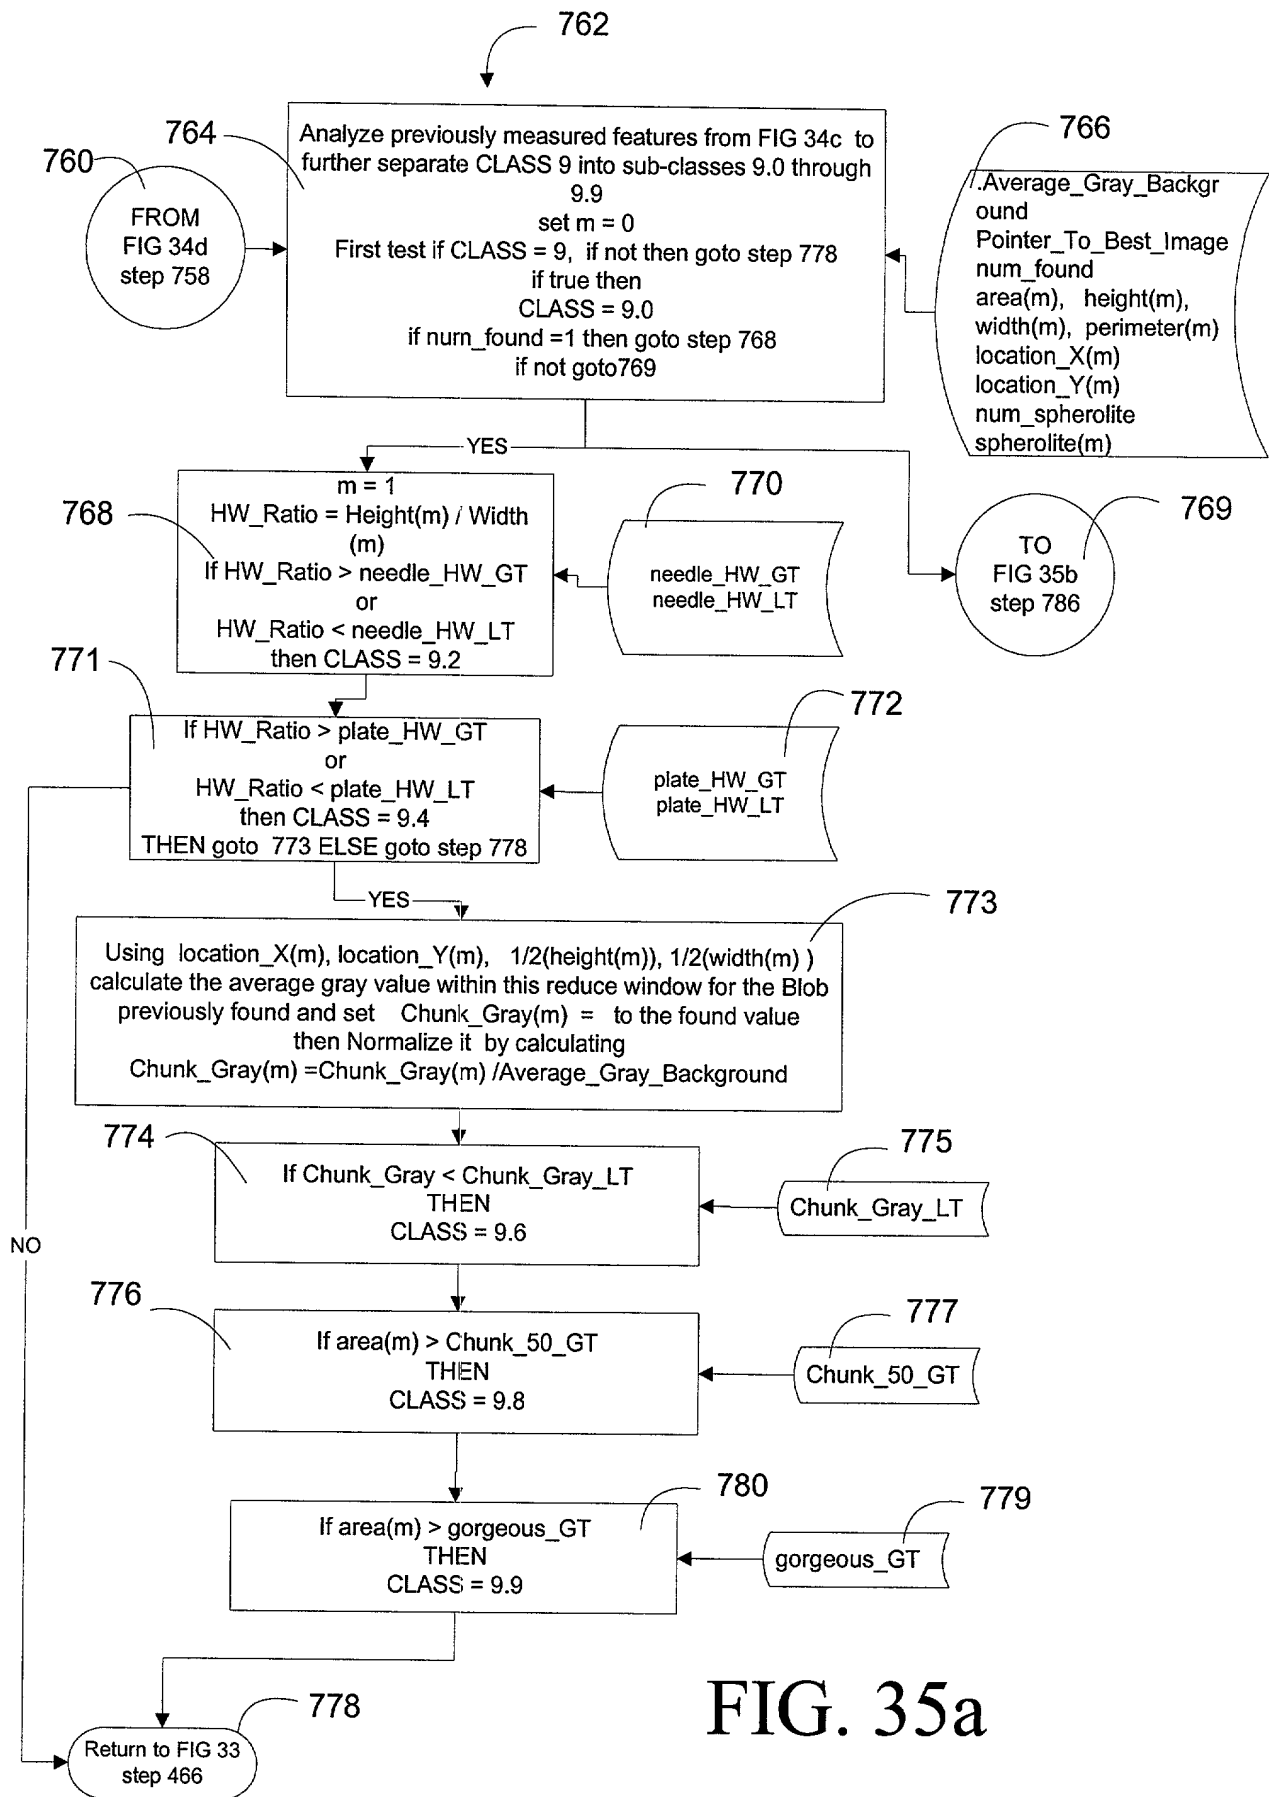 762
764
Analyze previously measured features from FIG 34c to
further separate CLASS 9 into sub-classes 9.0 through
9.9
set m = 0
First test if CLASS = 9, if not then goto step 778
if true then
CLASS = 9.0
if num_found =1 then goto step 768
if not goto769
760
FROM
FIG 34d
step 758
766
.Average_Gray_Backgr
ound
Pointer_To_Best_Image
num_found
area(m), height(m),
width(m), perimeter(m)
location_X(m)
location_Y(m)
num_spherolite
spherolite(m)
YES
768
m = 1
HW_Ratio = Height(m) / Width
(m)
If HW_Ratio > needle_HW_GT
or
HW_Ratio < needle_HW_LT
then CLASS = 9.2
770
needle_HW_GT
needle_HW_LT
769
TO
FIG 35b
step 786
771
If HW_Ratio > plate_HW_GT
or
HW_Ratio < plate_HW_LT
then CLASS = 9.4
THEN goto 773 ELSE goto step 778
772
plate_HW_GT
plate_HW_LT
YES
773
Using location_X(m), location_Y(m), 1/2(height(m)), 1/2(width(m) )
calculate the average gray value within this reduce window for the Blob
previously found and set Chunk_Gray(m) = to the found value
then Normalize it by calculating
Chunk_Gray(m) =Chunk_Gray(m) /Average_Gray_Background
774
If Chunk_Gray < Chunk_Gray_LT
THEN
CLASS = 9.6
775
Chunk_Gray_LT
NO
776
If area(m) > Chunk_50_GT
THEN
CLASS = 9.8
777
Chunk_50_GT
780
If area(m) > gorgeous_GT
THEN
CLASS = 9.9
779
gorgeous_GT
778
Return to FIG 33
step 466
FIG. 35a